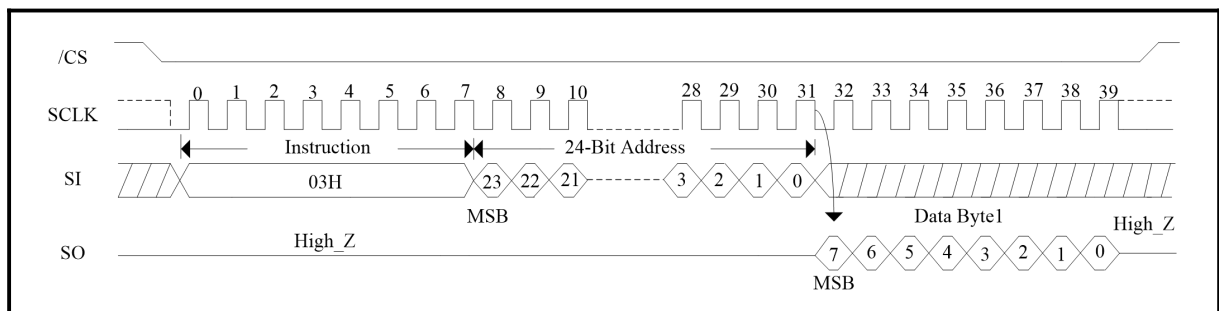 /CS
0 1 2 3 4 5 6 7 8 9 10 28 29 30 31 32 33 34 35 36 37 38 39
SCLK
Instruction 24-Bit Address
SI 03H 23 22 21 3 2 1 0
MSB Data Byte1
High_Z High_Z
SO 7 6 5 4 3 2 1 0
MSB